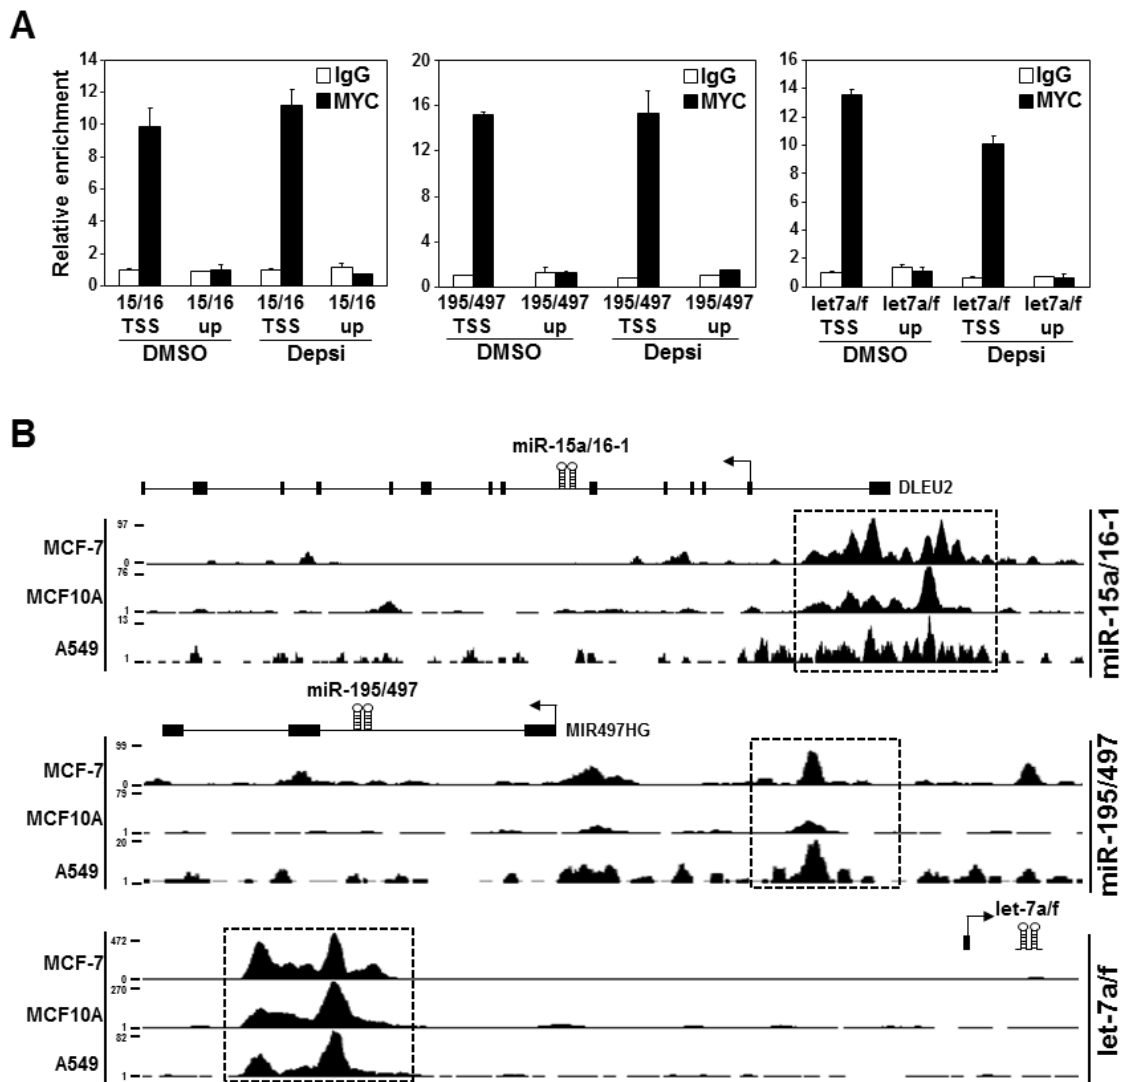 A
14
12
10
8
6
4
2
0
Relative enrichment
IgG
MYC
15/16 15/16 15/16 15/16
TSS up TSS up
DMSO Depsi
20
16
12
8
4
0
IgG
MYC
195/497 195/497 195/497 195/497
TSS up TSS up
DMSO Depsi
16
14
12
10
8
6
4
2
0
IgG
MYC
let7a/f let7a/f let7a/f let7a/f
TSS up TSS up
DMSO Depsi
B
miR-15a/16-1
DLEU2
97
MCF-7
0
76
MCF10A
1
13
A549
1
miR-15a/16-1
miR-195/497
MIR497HG
99
MCF-7
0
79
MCF10A
1
20
A549
1
miR-195/497
let-7a/f
472
MCF-7
0
270
MCF10A
1
82
A549
1
let-7a/f